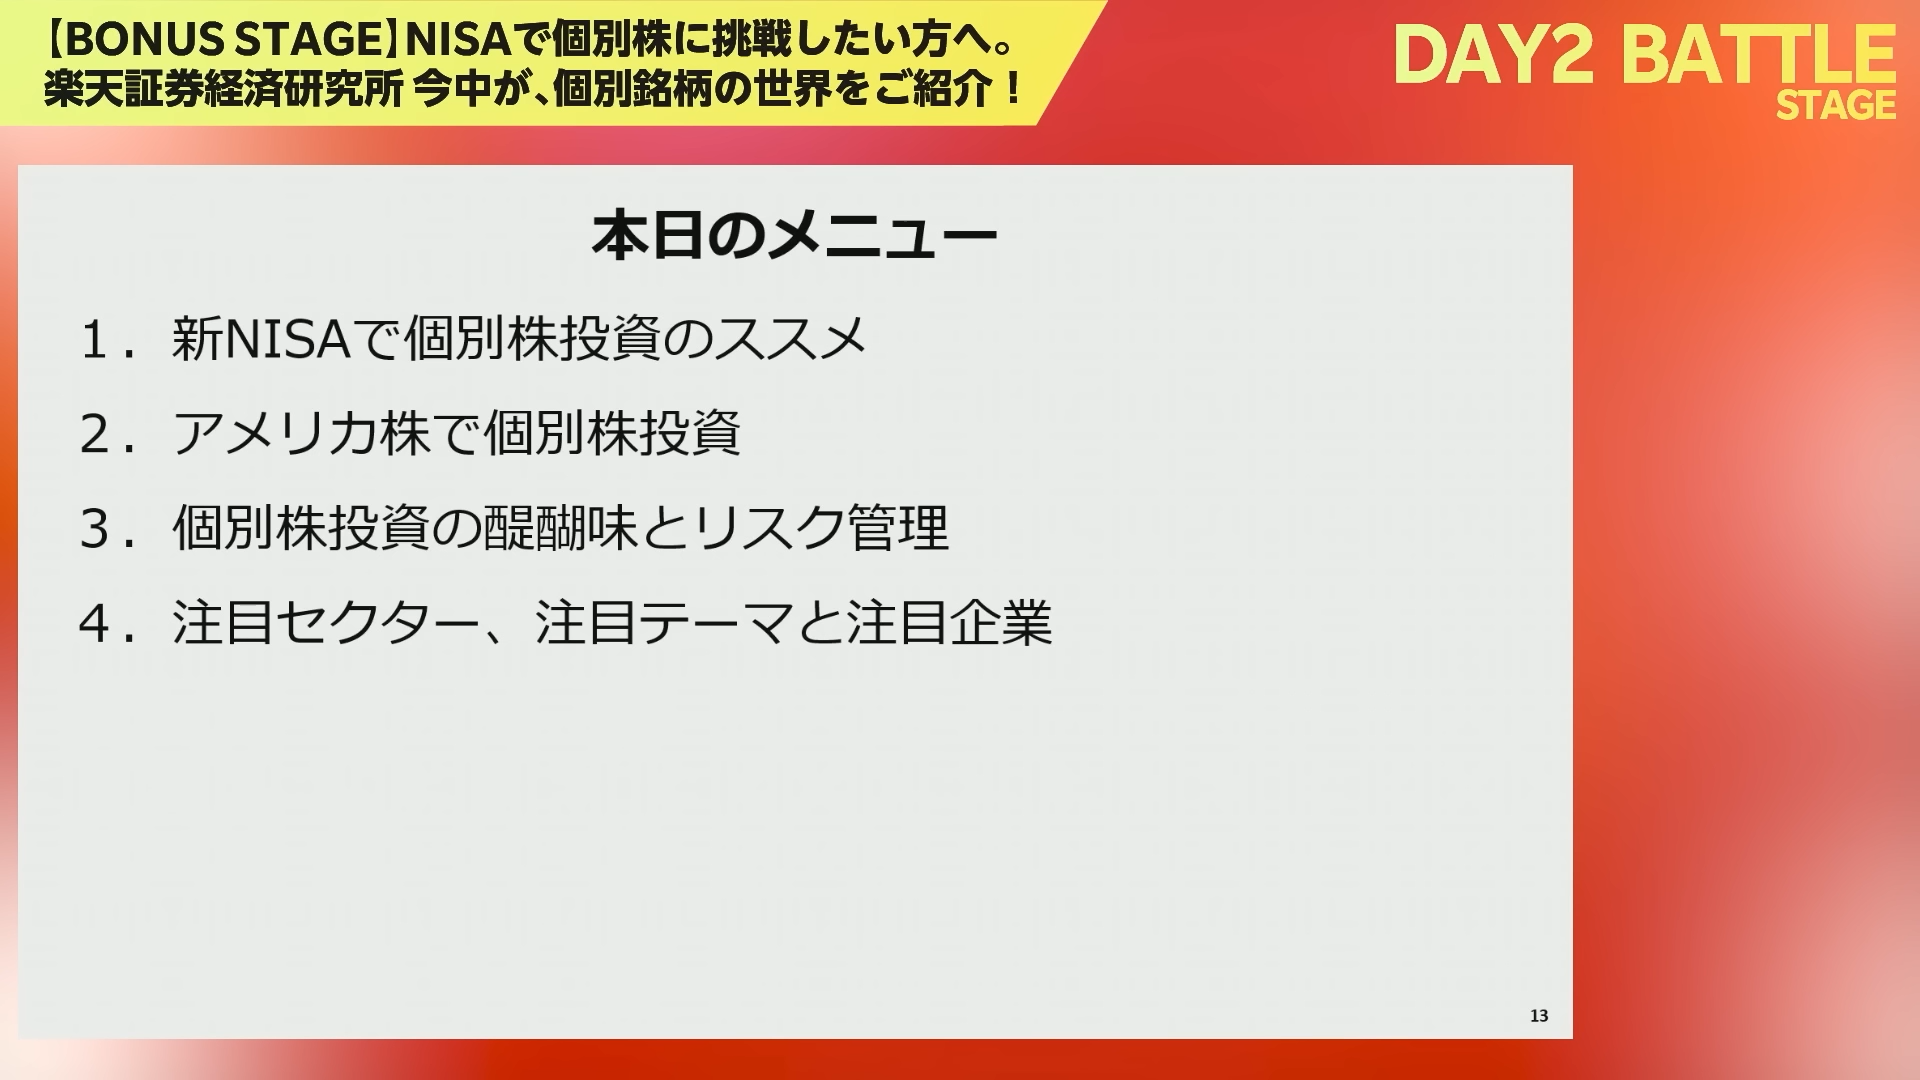 【BONUS STAGE】NISAで個別株に挑戦したい方へ。
楽天証券経済研究所 今中が、個別銘柄の世界をご紹介！
DAY2 BATTLE
STAGE
本日のメニュー
１．新NISAで個別株投資のススメ
２．アメリカ株で個別株投資
３．個別株投資の醍醐味とリスク管理
４．注目セクター、注目テーマと注目企業
13